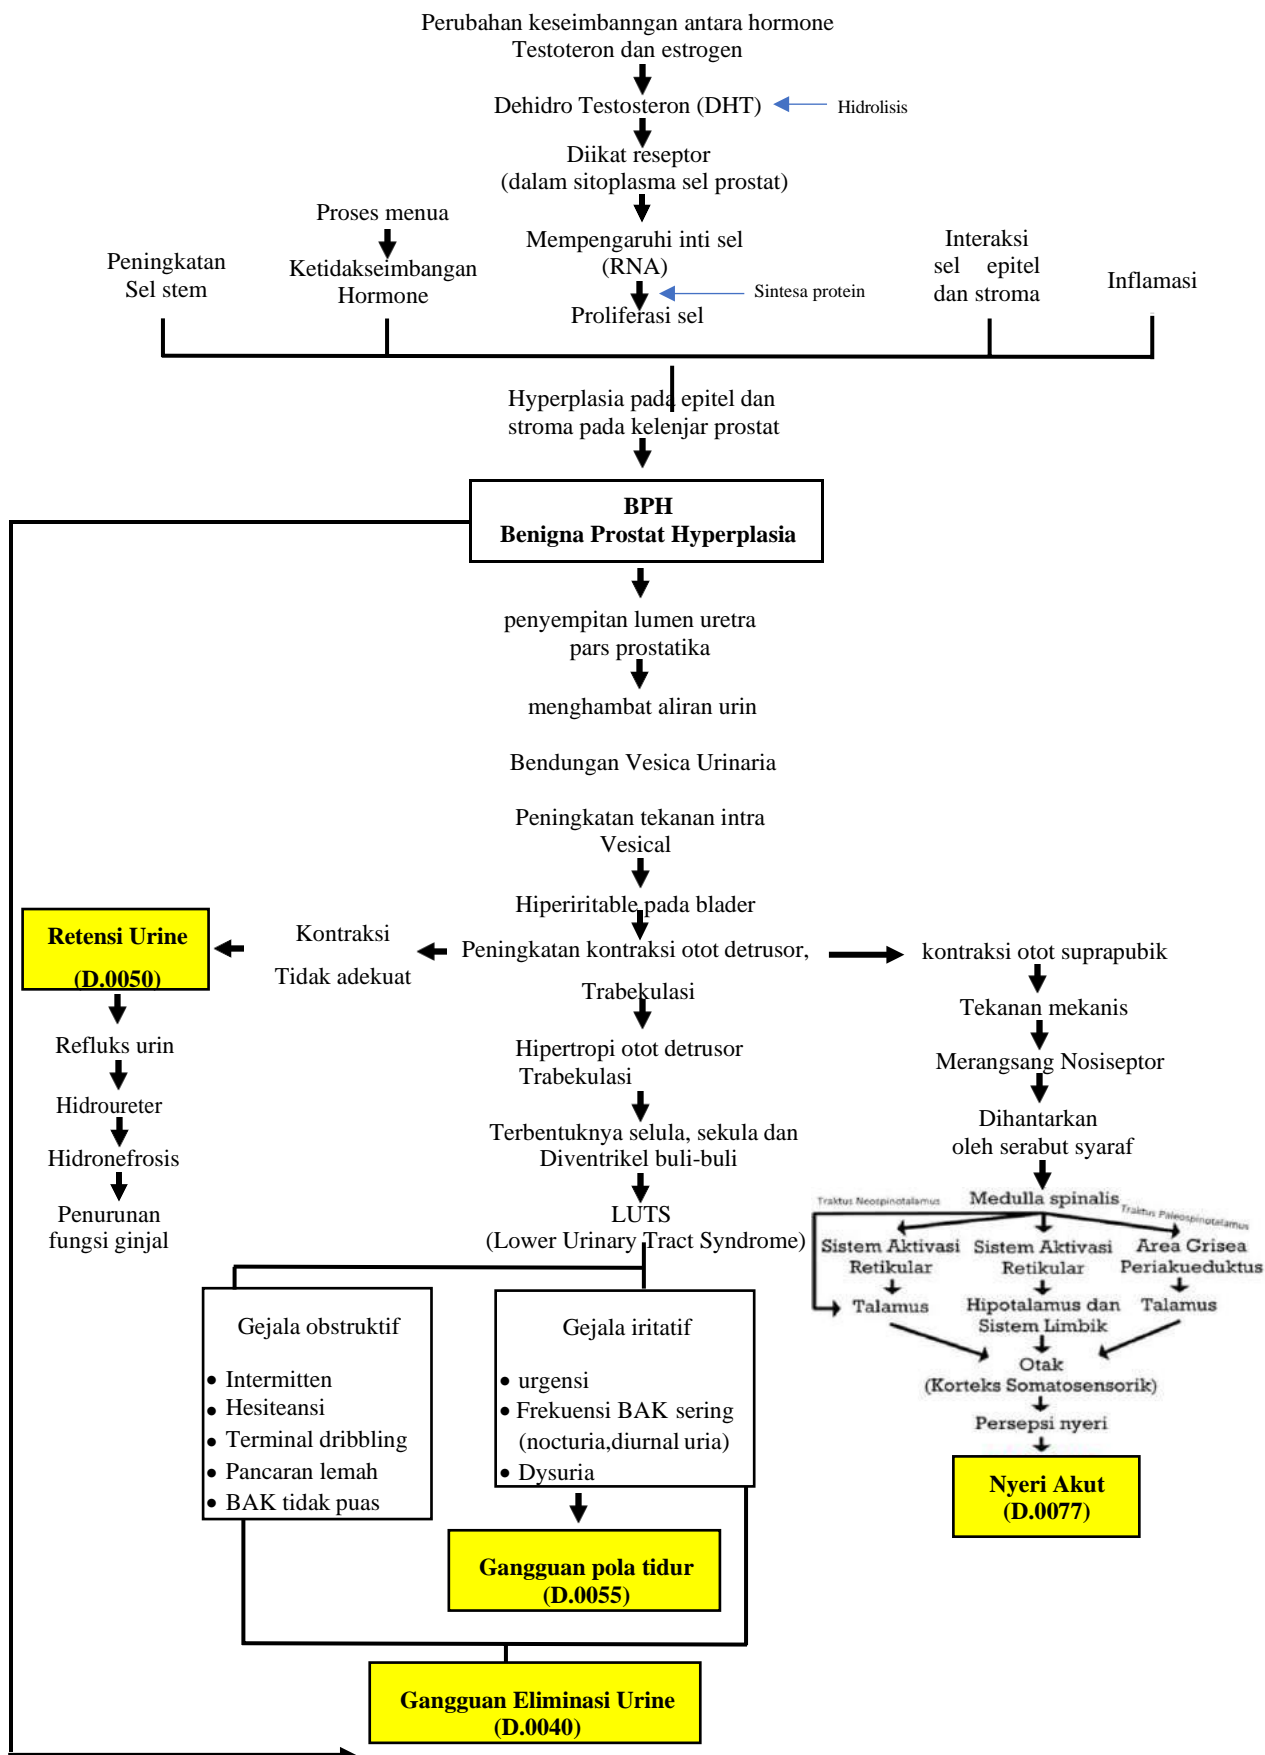 Perubahan keseimbanngan antara hormone
Testoteron dan estrogen
Dehidro Testosteron (DHT)
Hidrolisis
Diikat reseptor
(dalam sitoplasma sel prostat)
Proses menua
Mempengaruhi inti sel
(RNA)
Interaksi
sel epitel
dan stroma
Peningkatan
Sel stem
Ketidakseimbangan
Hormone
Inflamasi
Sintesa protein
Proliferasi sel
Hyperplasia pada epitel dan
stroma pada kelenjar prostat
BPH
Benigna Prostat Hyperplasia
penyempitan lumen uretra
pars prostatika
menghambat aliran urin
Bendungan Vesica Urinaria
Peningkatan tekanan intra
Vesical
Hiperiritable pada blader
Retensi Urine
(D.0050)
Kontraksi
Tidak adekuat
Peningkatan kontraksi otot detrusor,
Trabekulasi
kontraksi otot suprapubik
Tekanan mekanis
Refluks urin
Hipertropi otot detrusor
Trabekulasi
Merangsang Nosiseptor
Hidroureter
Terbentuknya selula, sekula dan
Diventrikel buli-buli
Dihantarkan
oleh serabut syaraf
Hidronefrosis
Penurunan
fungsi ginjal
LUTS
(Lower Urinary Tract Syndrome)
Traktus Neospinotalamus
Medulla spinalis
Traktus Paleospinotelamus
Sistem Aktivasi
Retikular
Sistem Aktivasi
Retikular
Area Grisea
Periakueduktus
Talamus
Hipotalamus dan
Sistem Limbik
Talamus
Otak
(Korteks Somatosensorik)
Persepsi nyeri
Nyeri Akut
(D.0077)
Gejala obstruktif
• Intermitten
• Hesiteansi
• Terminal dribbling
• Pancaran lemah
• BAK tidak puas
Gejala iritatif
• urgensi
• Frekuensi BAK sering
(nocturia,diurnal uria)
• Dysuria
Gangguan pola tidur
(D.0055)
Gangguan Eliminasi Urine
(D.0040)